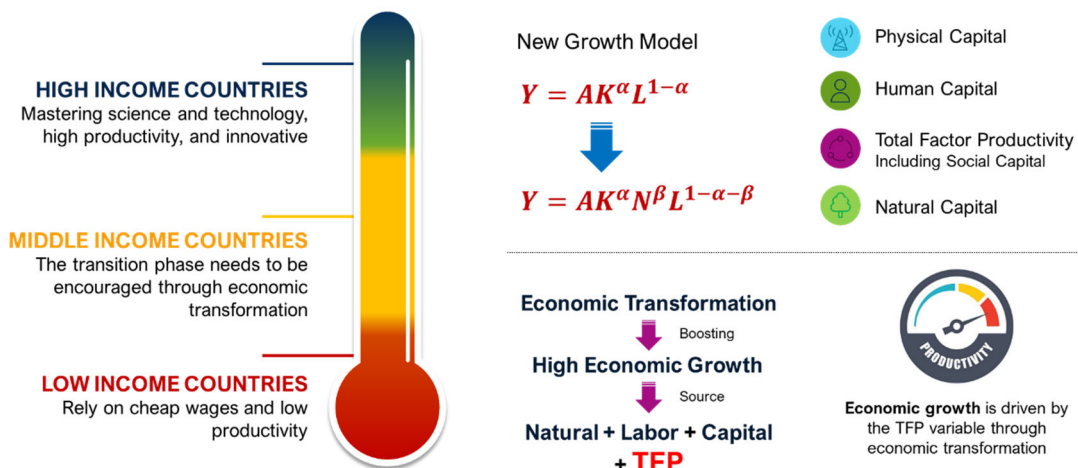 HIGH INCOME COUNTRIES
Mastering science and technology,
high productivity, and innovative
MIDDLE INCOME COUNTRIES
The transition phase needs to be
encouraged through economic
transformation
LOW INCOME COUNTRIES
Rely on cheap wages and low
productivity
New Growth Model
Y = AK^α L^{1−α}
Y = AK^α N^β L^{1−α−β}
Physical Capital
Human Capital
Total Factor Productivity
Including Social Capital
Natural Capital
Economic Transformation
Boosting
High Economic Growth
Source
Natural + Labor + Capital
+ TFP
PRODUCTIVITY
Economic growth is driven by
the TFP variable through
economic transformation